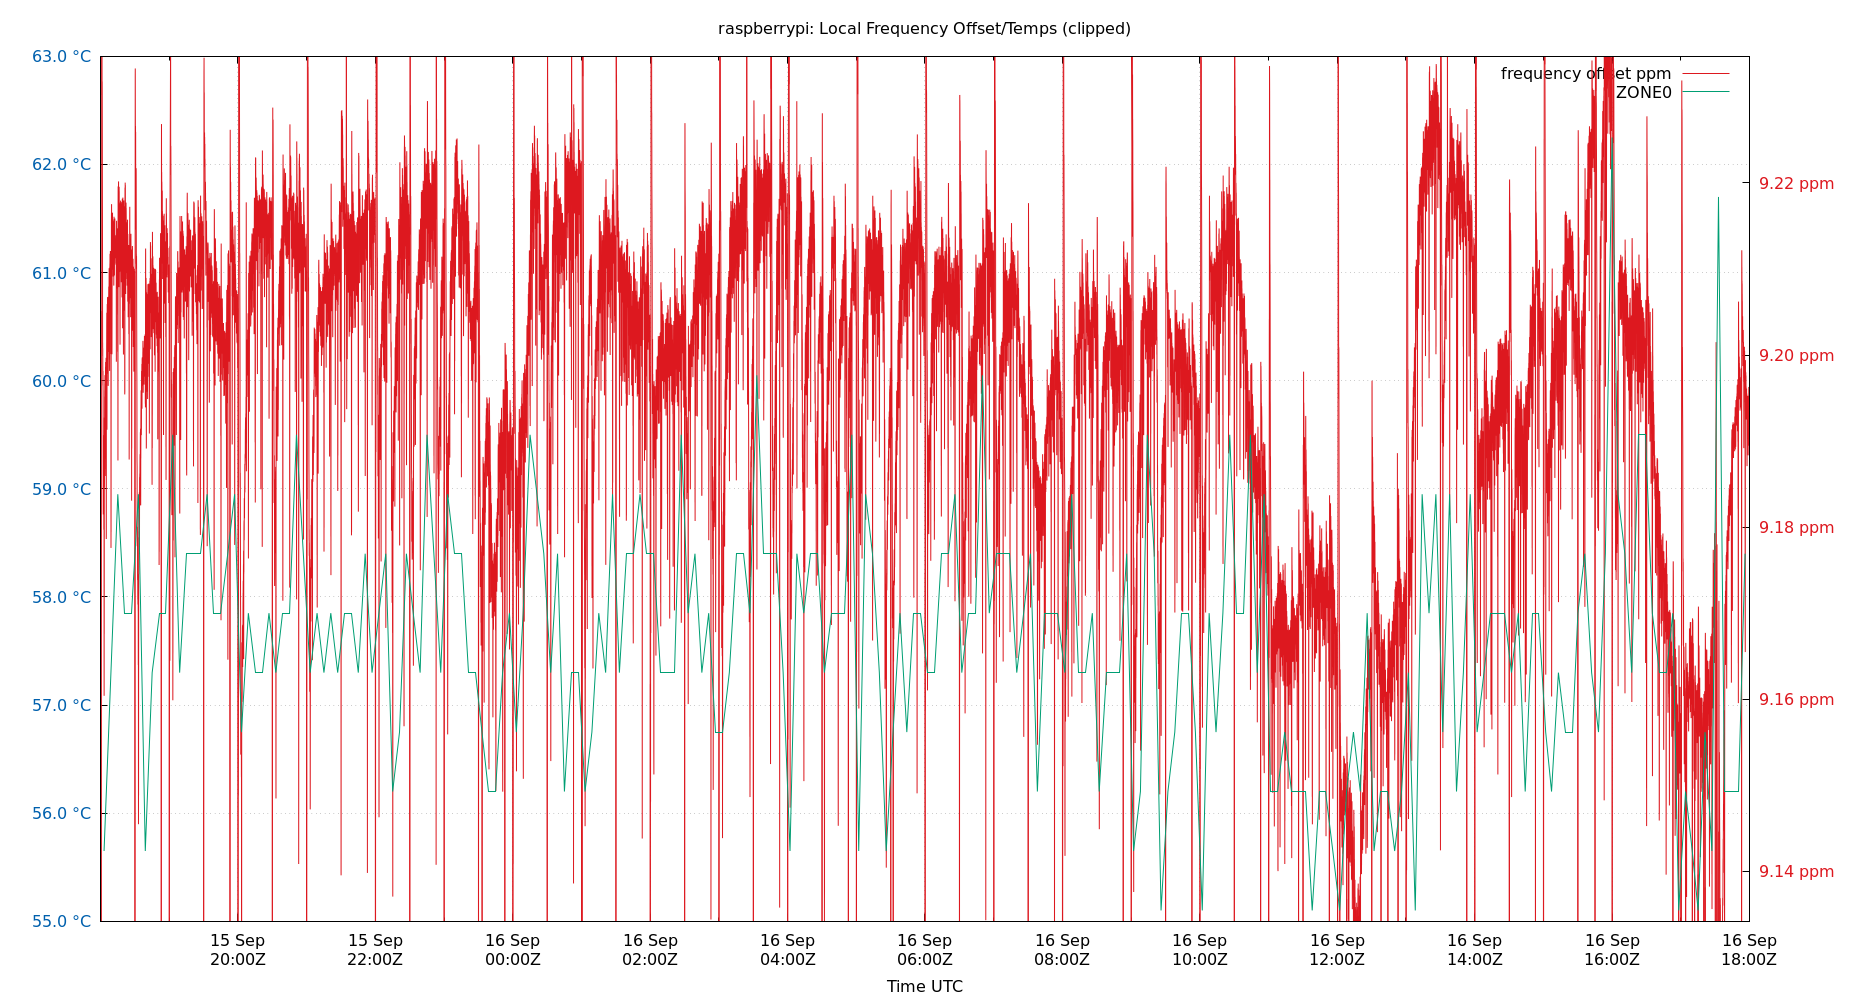 raspberrypi: Local Frequency Offset/Temps (clipped)
63.0 °C
62.0 °C
61.0 °C
60.0 °C
59.0 °C
58.0 °C
57.0 °C
56.0 °C
55.0 °C
frequency offset ppm
ZONE0
9.22 ppm
9.20 ppm
9.18 ppm
9.16 ppm
9.14 ppm
15 Sep 15 Sep 16 Sep 16 Sep 16 Sep 16 Sep 16 Sep 16 Sep 16 Sep 16 Sep 16 Sep 16 Sep
20:00Z 22:00Z 00:00Z 02:00Z 04:00Z 06:00Z 08:00Z 10:00Z 12:00Z 14:00Z 16:00Z 18:00Z
Time UTC